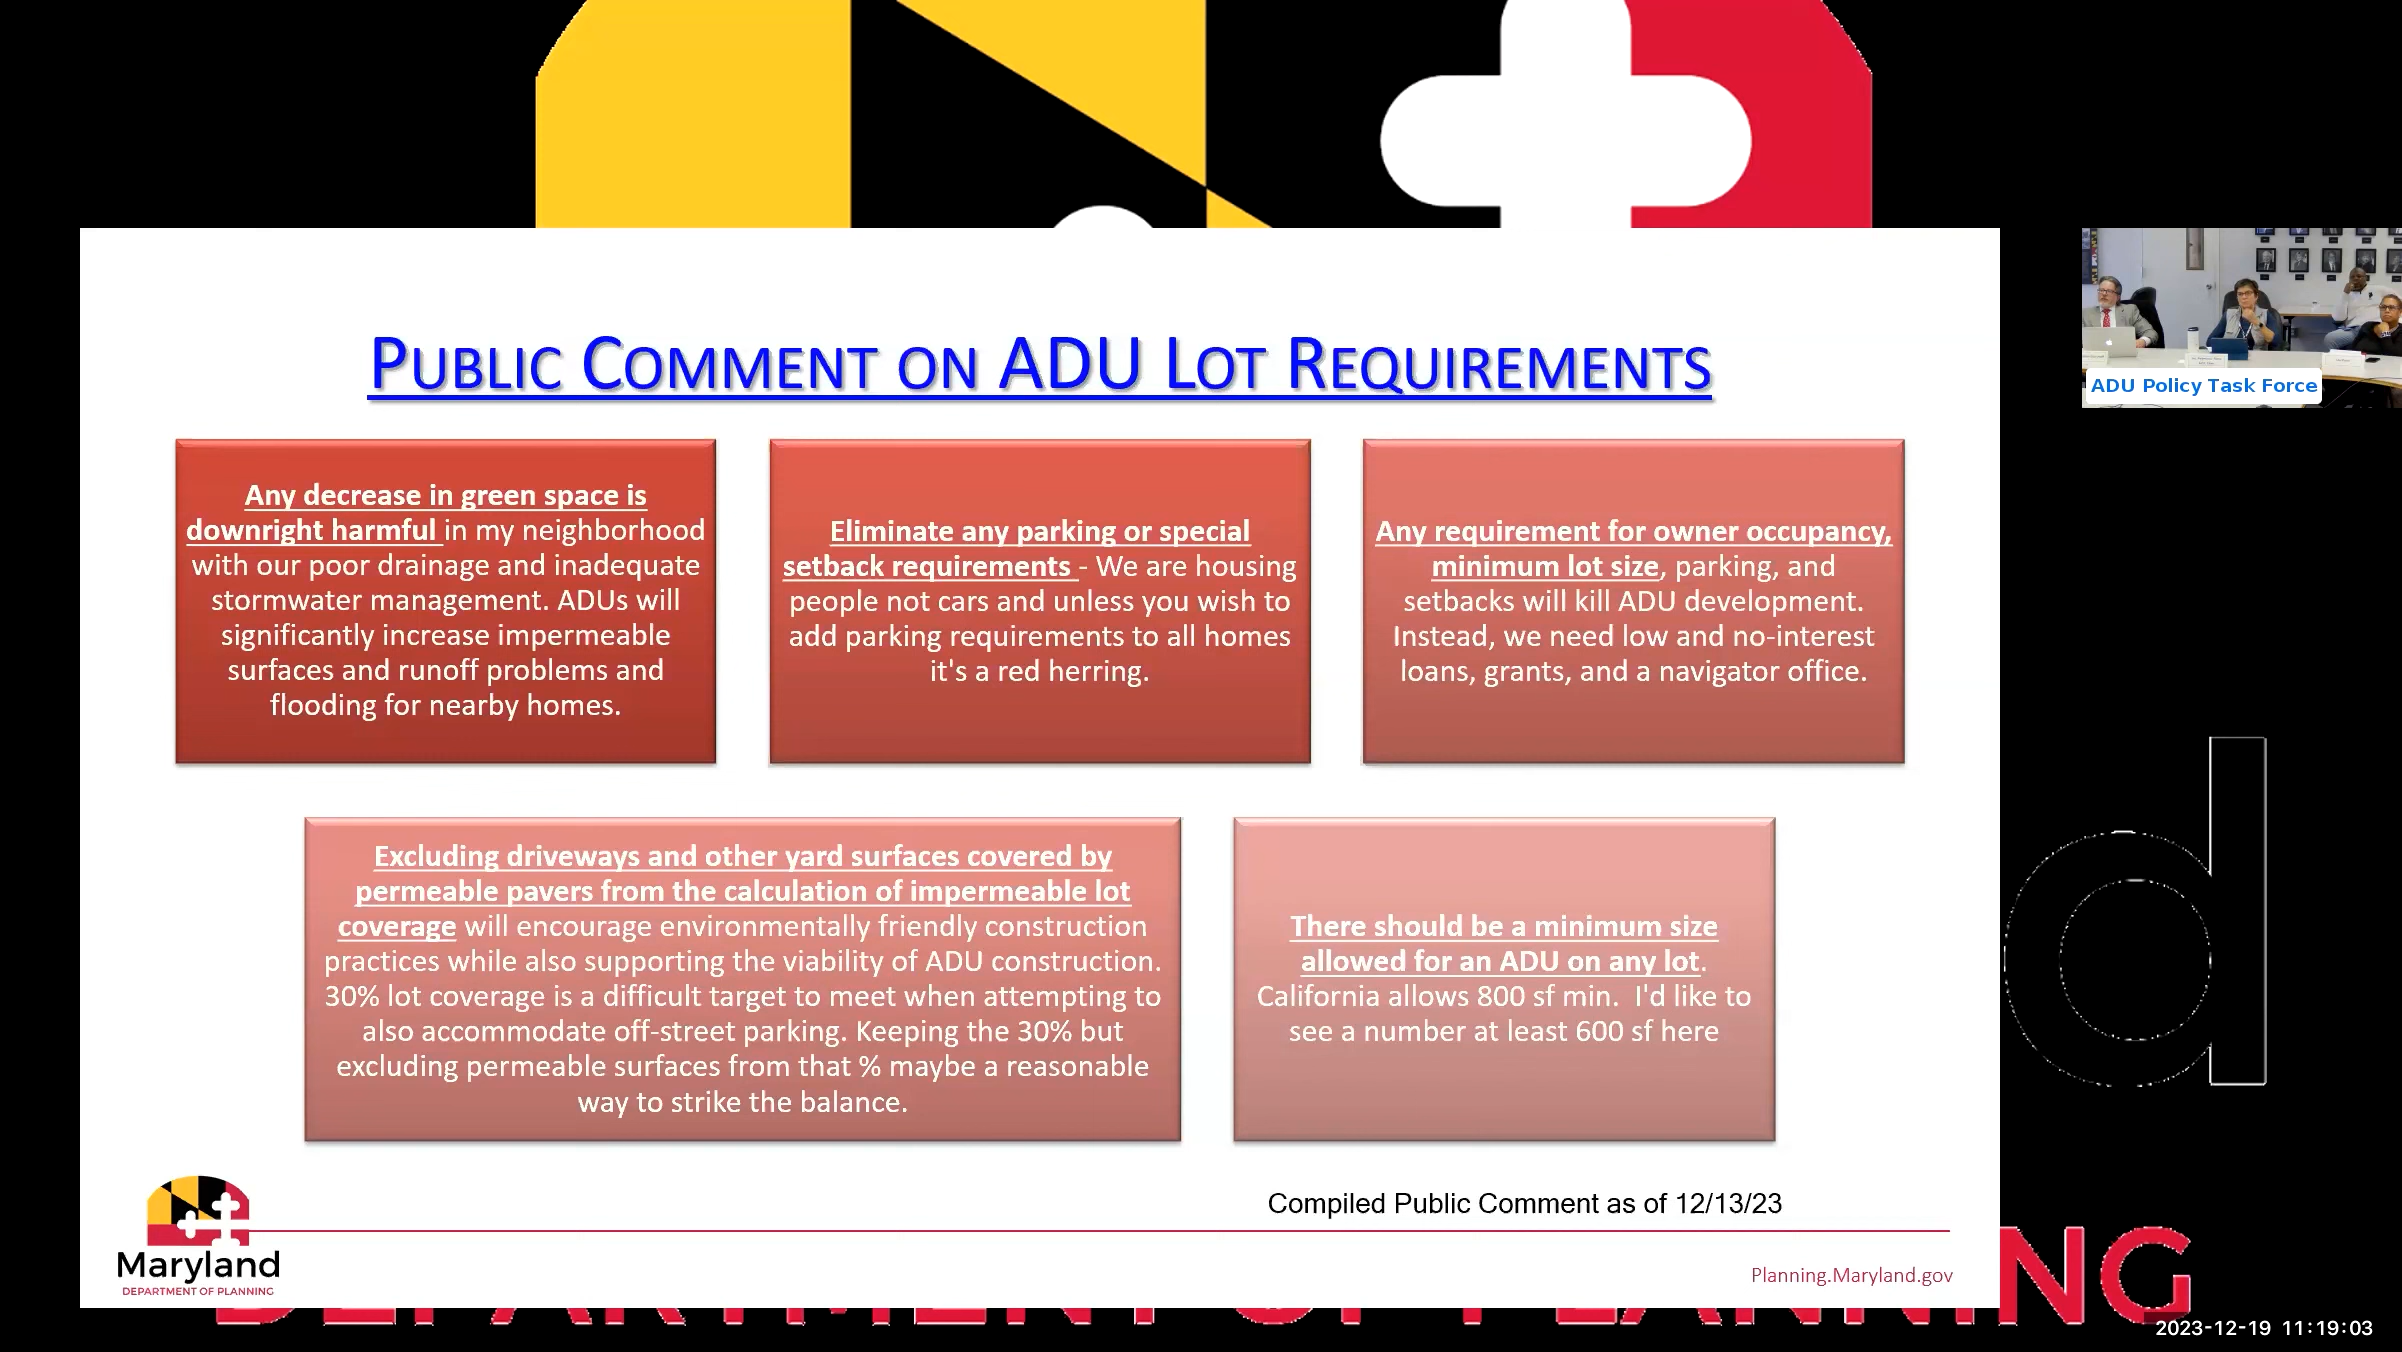 PUBLIC COMMENT ON ADU LOT REQUIREMENTS
ADU Policy Task Force
Any decrease in green space is
downright harmful in my neighborhood
with our poor drainage and inadequate
stormwater management. ADUs will
significantly increase impermeable
surfaces and runoff problems and
flooding for nearby homes.
Eliminate any parking or special
setback requirements - We are housing
people not cars and unless you wish to
add parking requirements to all homes
it's a red herring.
Any requirement for owner occupancy,
minimum lot size, parking, and
setbacks will kill ADU development.
Instead, we need low and no-interest
loans, grants, and a navigator office.
Excluding driveways and other yard surfaces covered by
permeable pavers from the calculation of impermeable lot
coverage will encourage environmentally friendly construction
practices while also supporting the viability of ADU construction.
30% lot coverage is a difficult target to meet when attempting to
also accommodate off-street parking. Keeping the 30% but
excluding permeable surfaces from that % maybe a reasonable
way to strike the balance.
There should be a minimum size
allowed for an ADU on any lot.
California allows 800 sf min. I'd like to
see a number at least 600 sf here
Compiled Public Comment as of 12/13/23
Maryland
DEPARTMENT OF PLANNING
Planning.Maryland.gov
d
DEPARTMENT OF PLANNING
2023-12-19 11:19:03